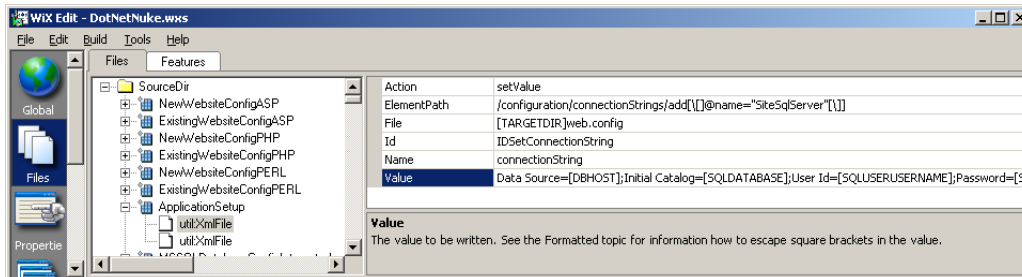 WiX Edit - DotNetNuke.wxs
File Edit Build Tools Help
Files Features
Global
Files
Propertie
SourceDir
NewWebsiteConfigASP
ExistingWebsiteConfigASP
NewWebsiteConfigPHP
ExistingWebsiteConfigPHP
NewWebsiteConfigPERL
ExistingWebsiteConfigPERL
ApplicationSetup
util:XmlFile
util:XmlFile
Action setValue
ElementPath /configuration/connectionStrings/add[\[]@name="SiteSqlServer"[\]]
File [TARGETDIR]web.config
Id IDSetConnectionString
Name connectionString
Value Data Source=[DBHOST];Initial Catalog=[SQLDATABASE];User Id=[SQLUSERUSERNAME];Password=[S
Value
The value to be written. See the Formatted topic for information how to escape square brackets in the value.